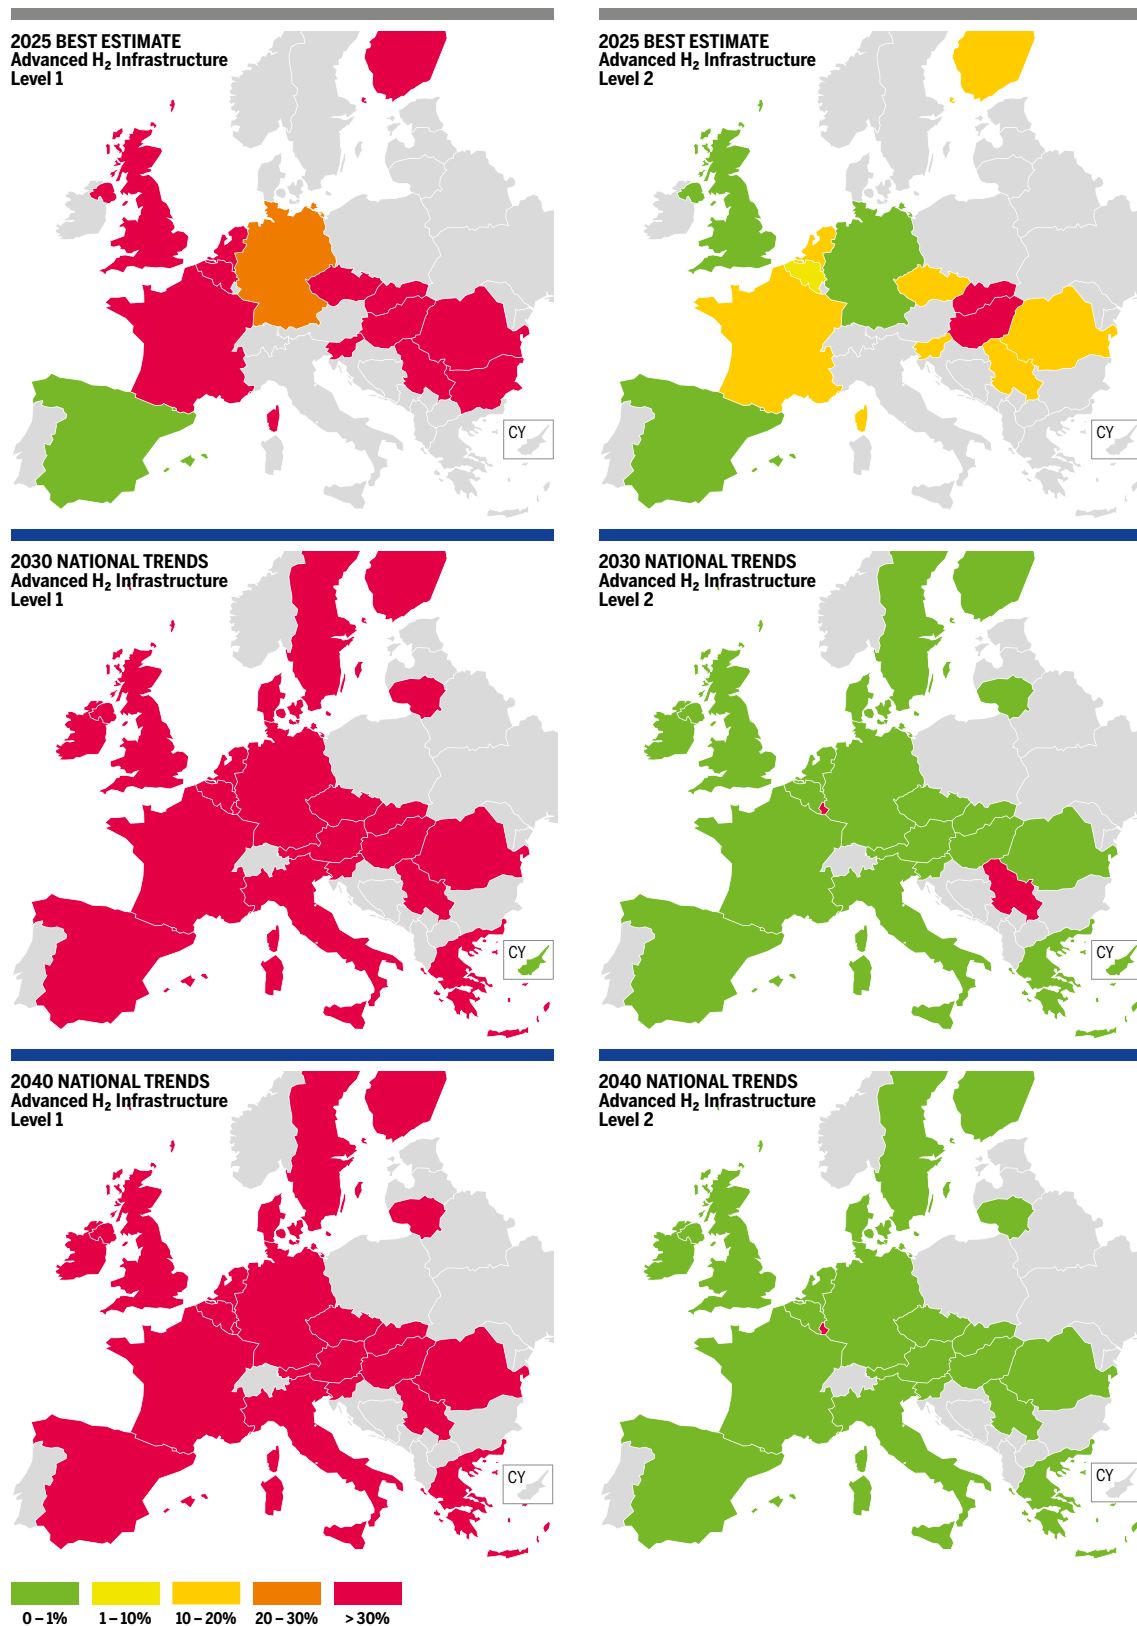 2025 BEST ESTIMATE
Advanced H₂ Infrastructure
Level 1
2025 BEST ESTIMATE
Advanced H₂ Infrastructure
Level 2
CY
CY
2030 NATIONAL TRENDS
Advanced H₂ Infrastructure
Level 1
2030 NATIONAL TRENDS
Advanced H₂ Infrastructure
Level 2
CY
CY
2040 NATIONAL TRENDS
Advanced H₂ Infrastructure
Level 1
2040 NATIONAL TRENDS
Advanced H₂ Infrastructure
Level 2
CY
CY
0 – 1% 1 – 10% 10 – 20% 20 – 30% > 30%